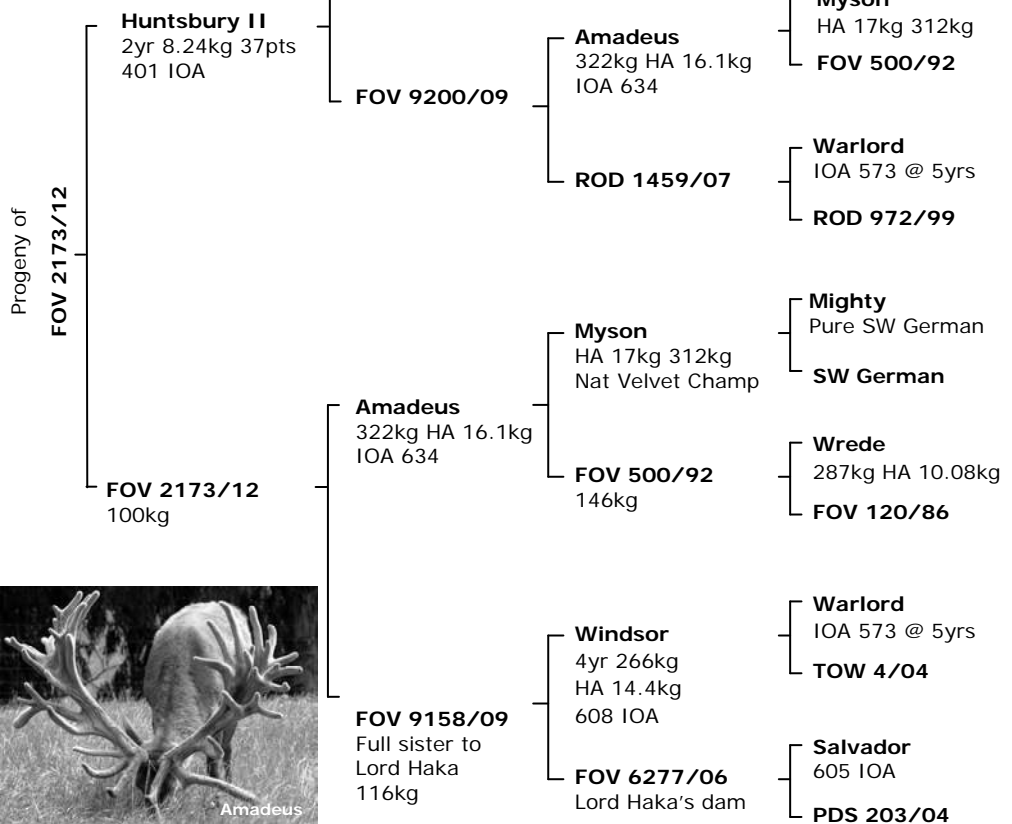 Progeny of
FOV 2173/12
Huntsbury II
2yr 8.24kg 37pts
401 IOA
FOV 2173/12
100kg
FOV 9200/09
Amadeus
322kg HA 16.1kg
IOA 634
FOV 9158/09
Full sister to
Lord Haka
116kg
Amadeus
322kg HA 16.1kg
IOA 634
ROD 1459/07
Myson
HA 17kg 312kg
Nat Velvet Champ
FOV 500/92
146kg
Windsor
4yr 266kg
HA 14.4kg
608 IOA
FOV 6277/06
Lord Haka's dam
Myson
HA 17kg 312kg
FOV 500/92
Warlord
IOA 573 @ 5yrs
ROD 972/99
Mighty
Pure SW German
SW German
Wrede
287kg HA 10.08kg
FOV 120/86
Warlord
IOA 573 @ 5yrs
TOW 4/04
Salvador
605 IOA
PDS 203/04
Amadeus